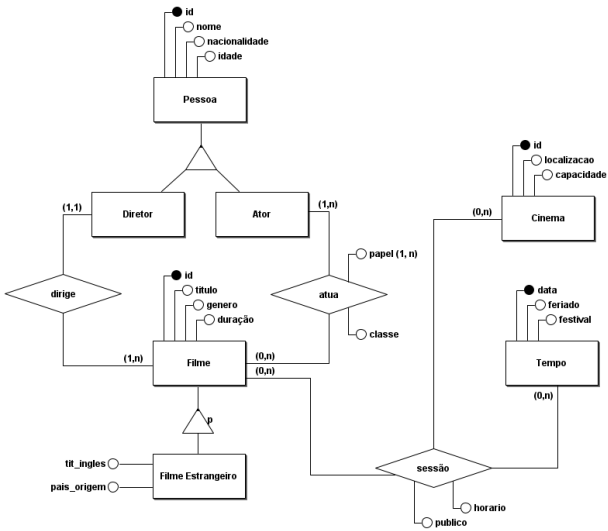 id
nome
nacionalidade
idade
Pessoa
id
localizacao
capacidade
(1,1)
Diretor
Ator
(1,n)
(0,n)
Cinema
papel (1, n)
id
titulo
genero
duração
dirige
atua
data
feriado
festival
classe
(1,n)
Filme
(0,n)
(0,n)
Tempo
(0,n)
p
tit_ingles
pais_origem
Filme Estrangeiro
sessão
horario
publico